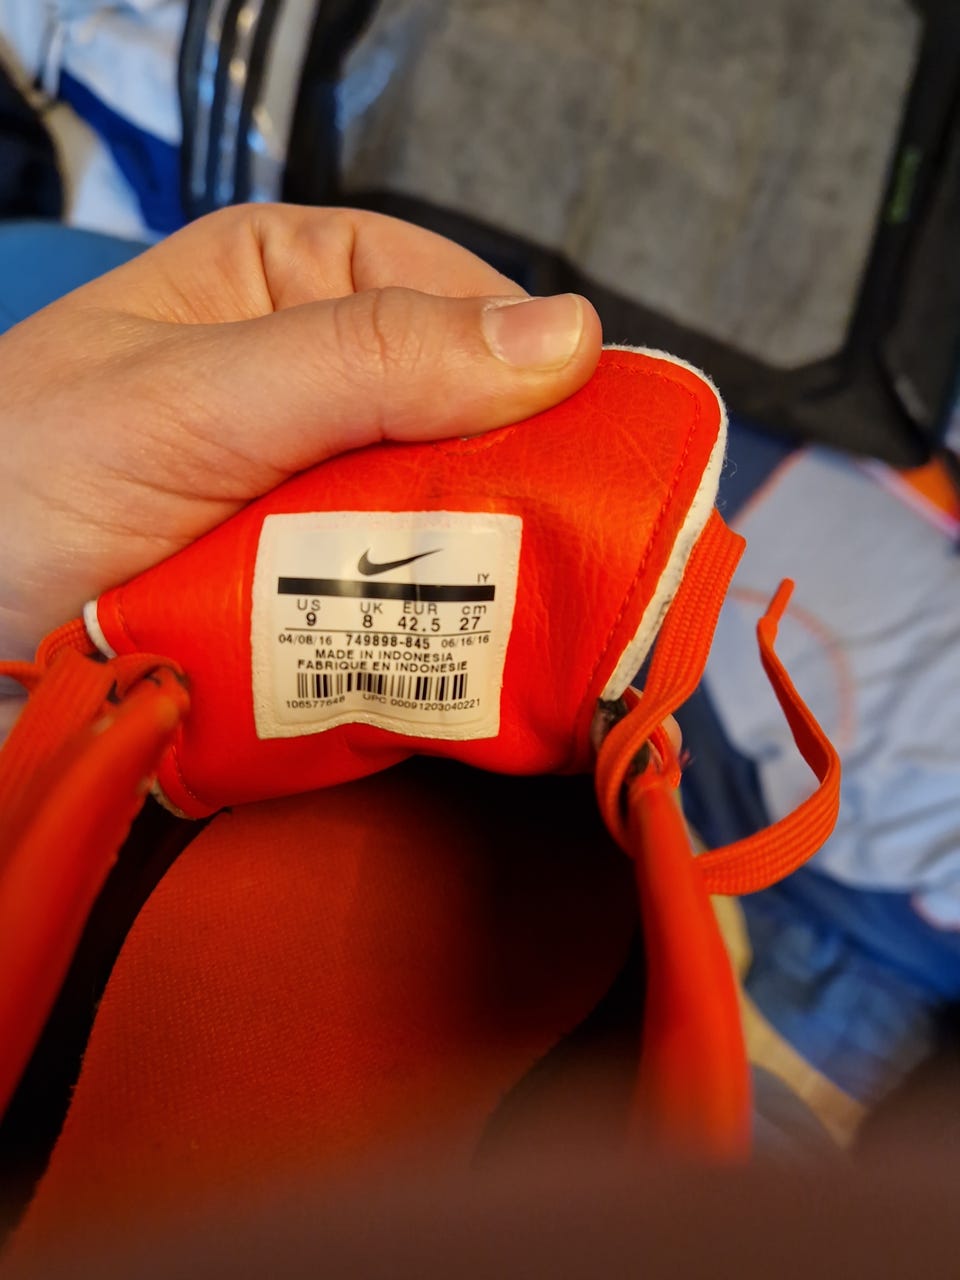 IY
US UK EUR cm
9 8 42.5 27
04/08/16 749898-845 06/16/16
MADE IN INDONESIA
FABRIQUE EN INDONESIE
106577648 UPC 00091203040221